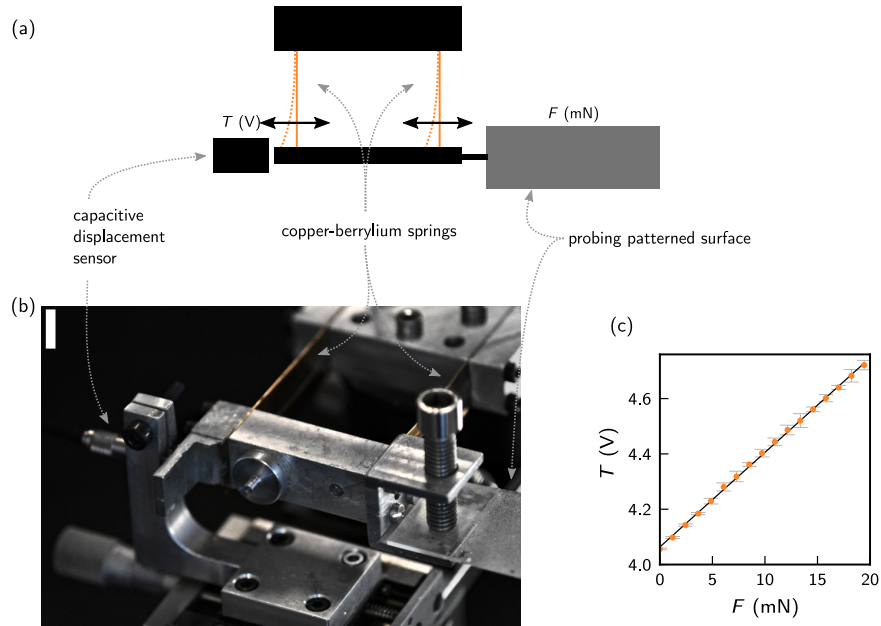 (a)
T (V)
F (mN)
capacitive
displacement
sensor
copper-berrylium springs
probing patterned surface
(b)
(c)
4.6
4.4
4.2
4.0
T (V)
0
5
10
15
20
F (mN)